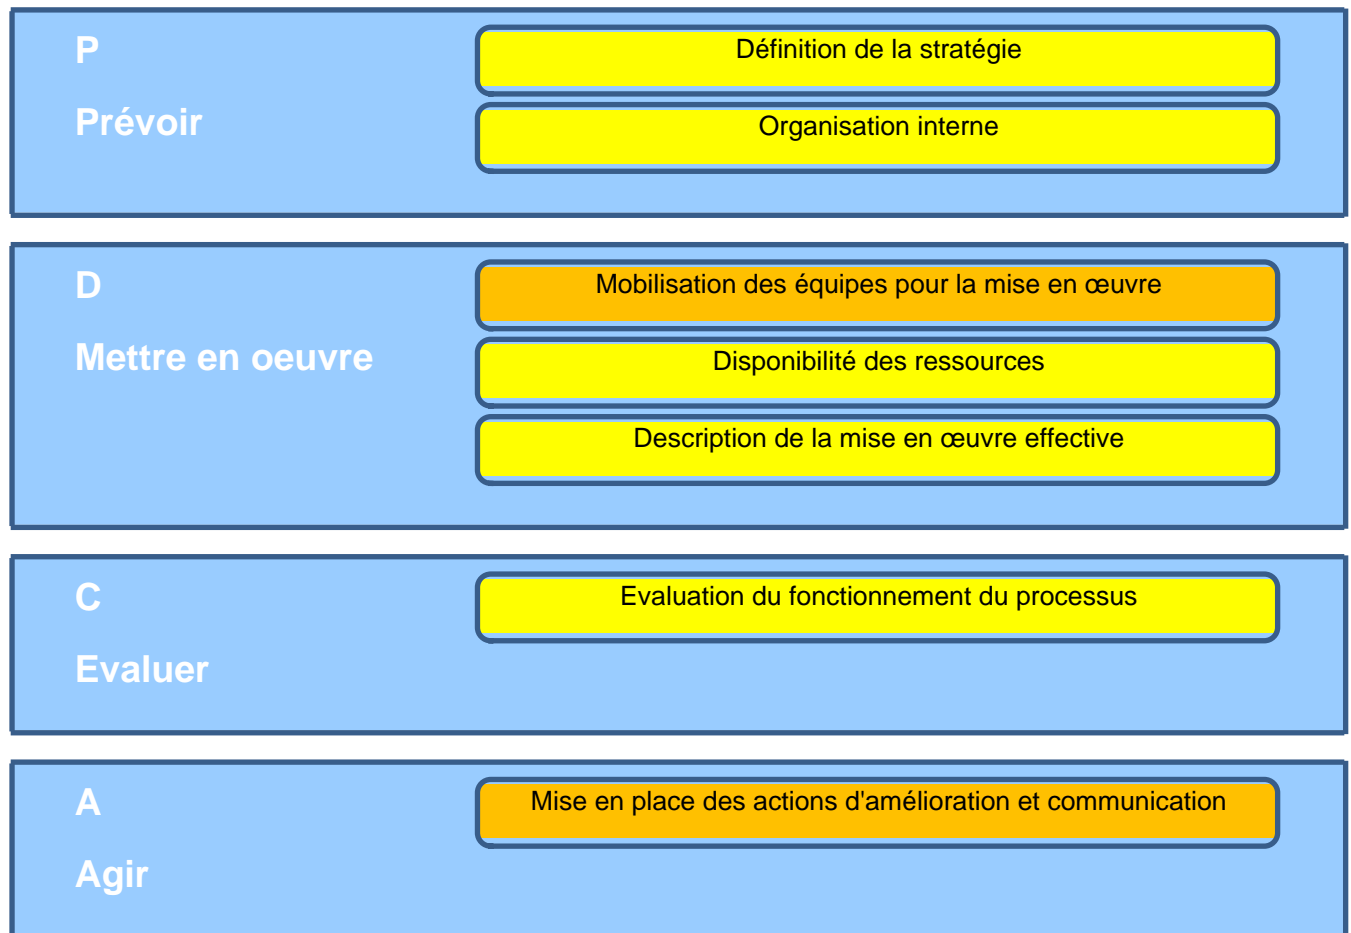 P
Définition de la stratégie
Prévoir
Organisation interne
D
Mobilisation des équipes pour la mise en œuvre
Mettre en oeuvre
Disponibilité des ressources
Description de la mise en œuvre effective
C
Evaluation du fonctionnement du processus
Evaluer
A
Mise en place des actions d'amélioration et communication
Agir